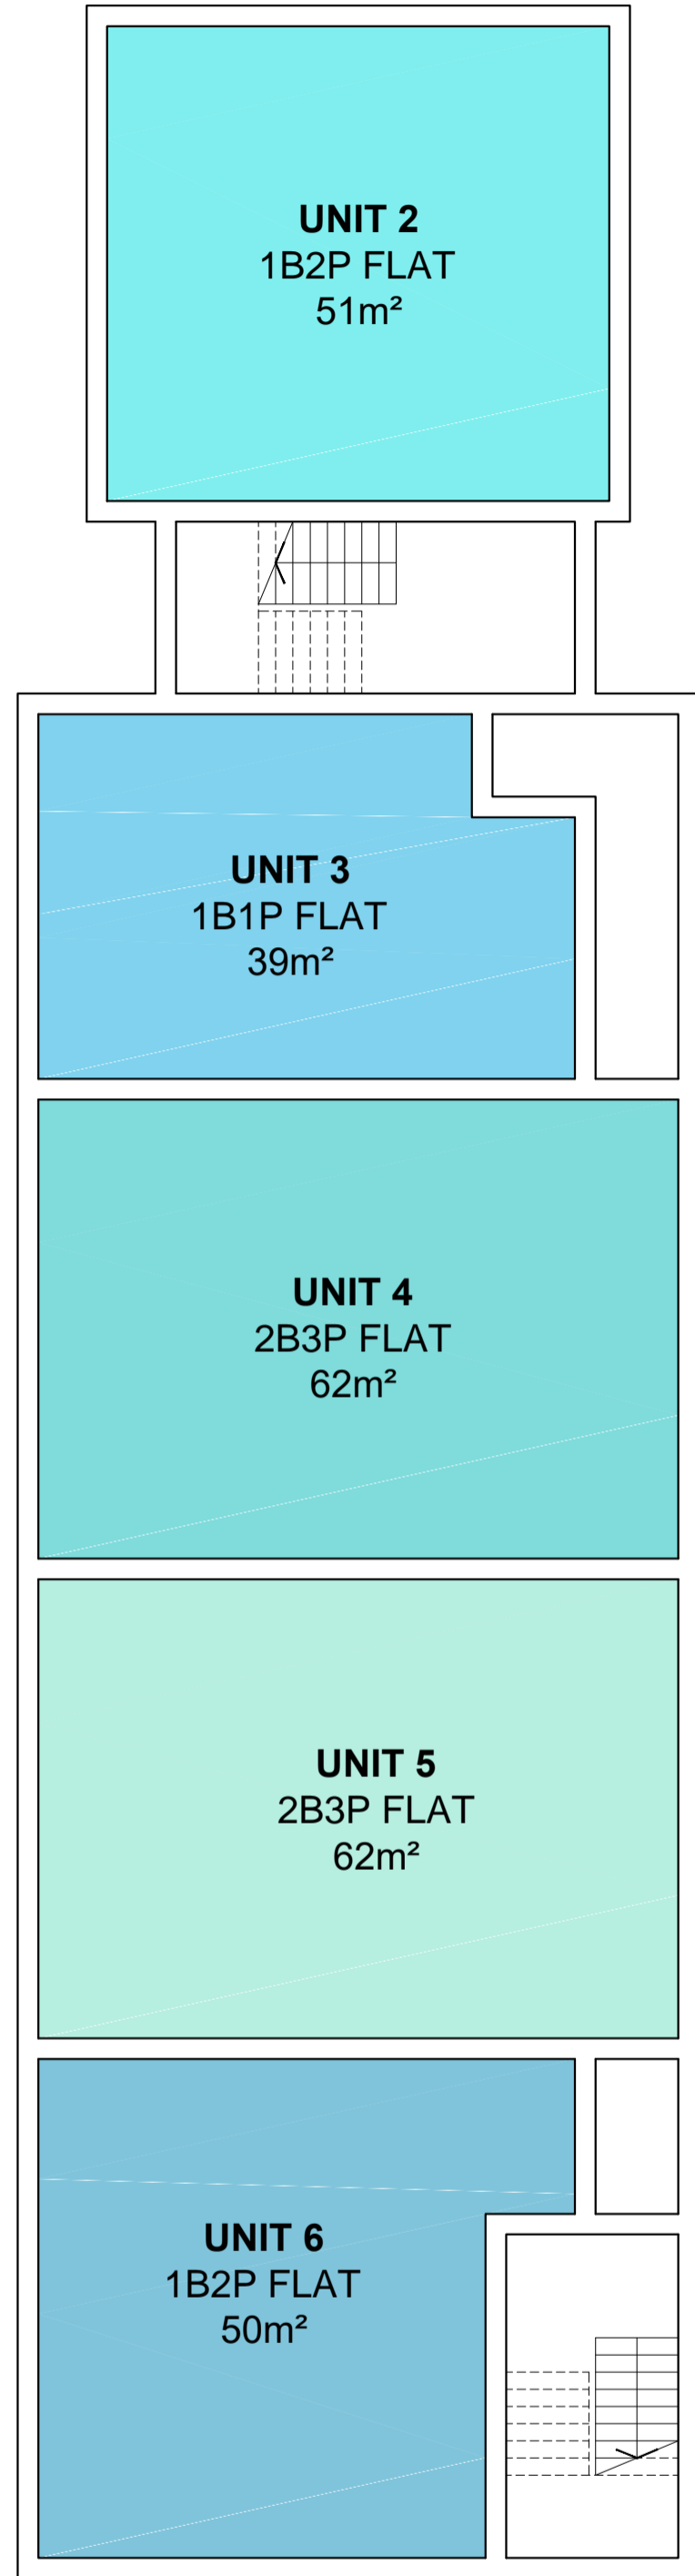 UNIT 2
1B2P FLAT
51m²
UNIT 3
1B1P FLAT
39m²
UNIT 4
2B3P FLAT
62m²
UNIT 5
2B3P FLAT
62m²
UNIT 6
1B2P FLAT
50m²